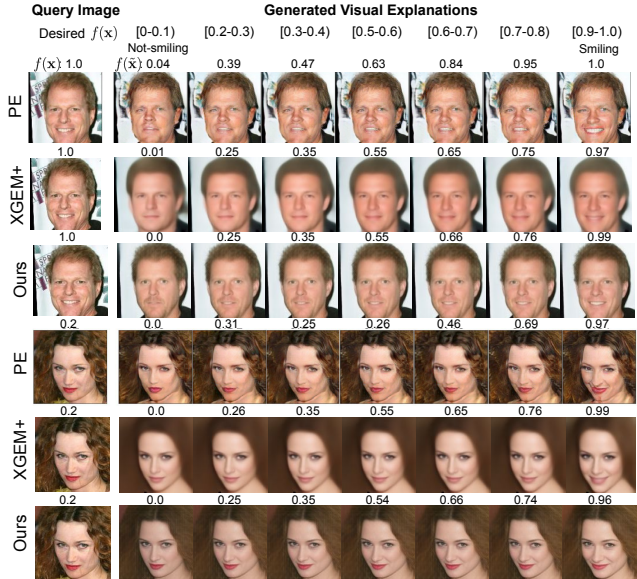 Query Image Generated Visual Explanations
Desired f(x) [0-0.1) [0.2-0.3) [0.3-0.4) [0.5-0.6) [0.6-0.7) [0.7-0.8) [0.9-1.0)
Not-smiling Smiling
f(x): 1.0 f(x̃): 0.04 0.39 0.47 0.63 0.84 0.95 1.0
PE
1.0 0.01 0.25 0.35 0.55 0.65 0.75 0.97
XGEM+
1.0 0.0 0.25 0.35 0.55 0.66 0.76 0.99
Ours
0.2 0.0 0.31 0.25 0.26 0.46 0.69 0.97
PE
0.2 0.0 0.26 0.35 0.55 0.65 0.76 0.99
XGEM+
0.2 0.0 0.25 0.35 0.54 0.66 0.74 0.96
Ours